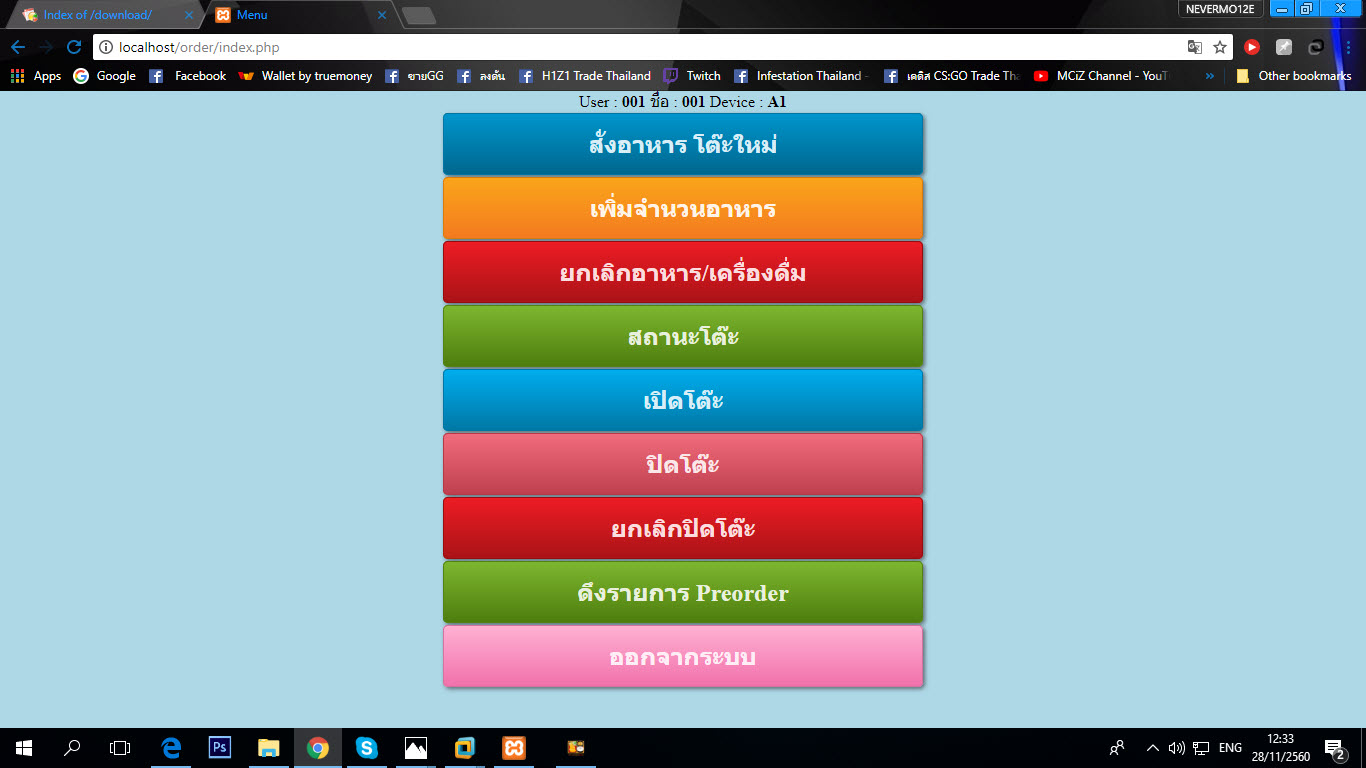 Index of /download/
Menu
NEVERMO12E
localhost/order/index.php
Apps Google Facebook Wallet by truemoney ขายGG ลงตั้น H1Z1 Trade Thailand Twitch Infestation Thailand - เดดิส CS:GO Trade Tha MCiZ Channel - YouT » Other bookmarks
User : 001 ชื่อ : 001 Device : A1
สั่งอาหาร โต๊ะใหม่
เพิ่มจำนวนอาหาร
ยกเลิกอาหาร/เครื่องดื่ม
สถานะโต๊ะ
เปิดโต๊ะ
ปิดโต๊ะ
ยกเลิกปิดโต๊ะ
ดึงรายการ Preorder
ออกจากระบบ
Ps
ENG
12:33
28/11/2560
2